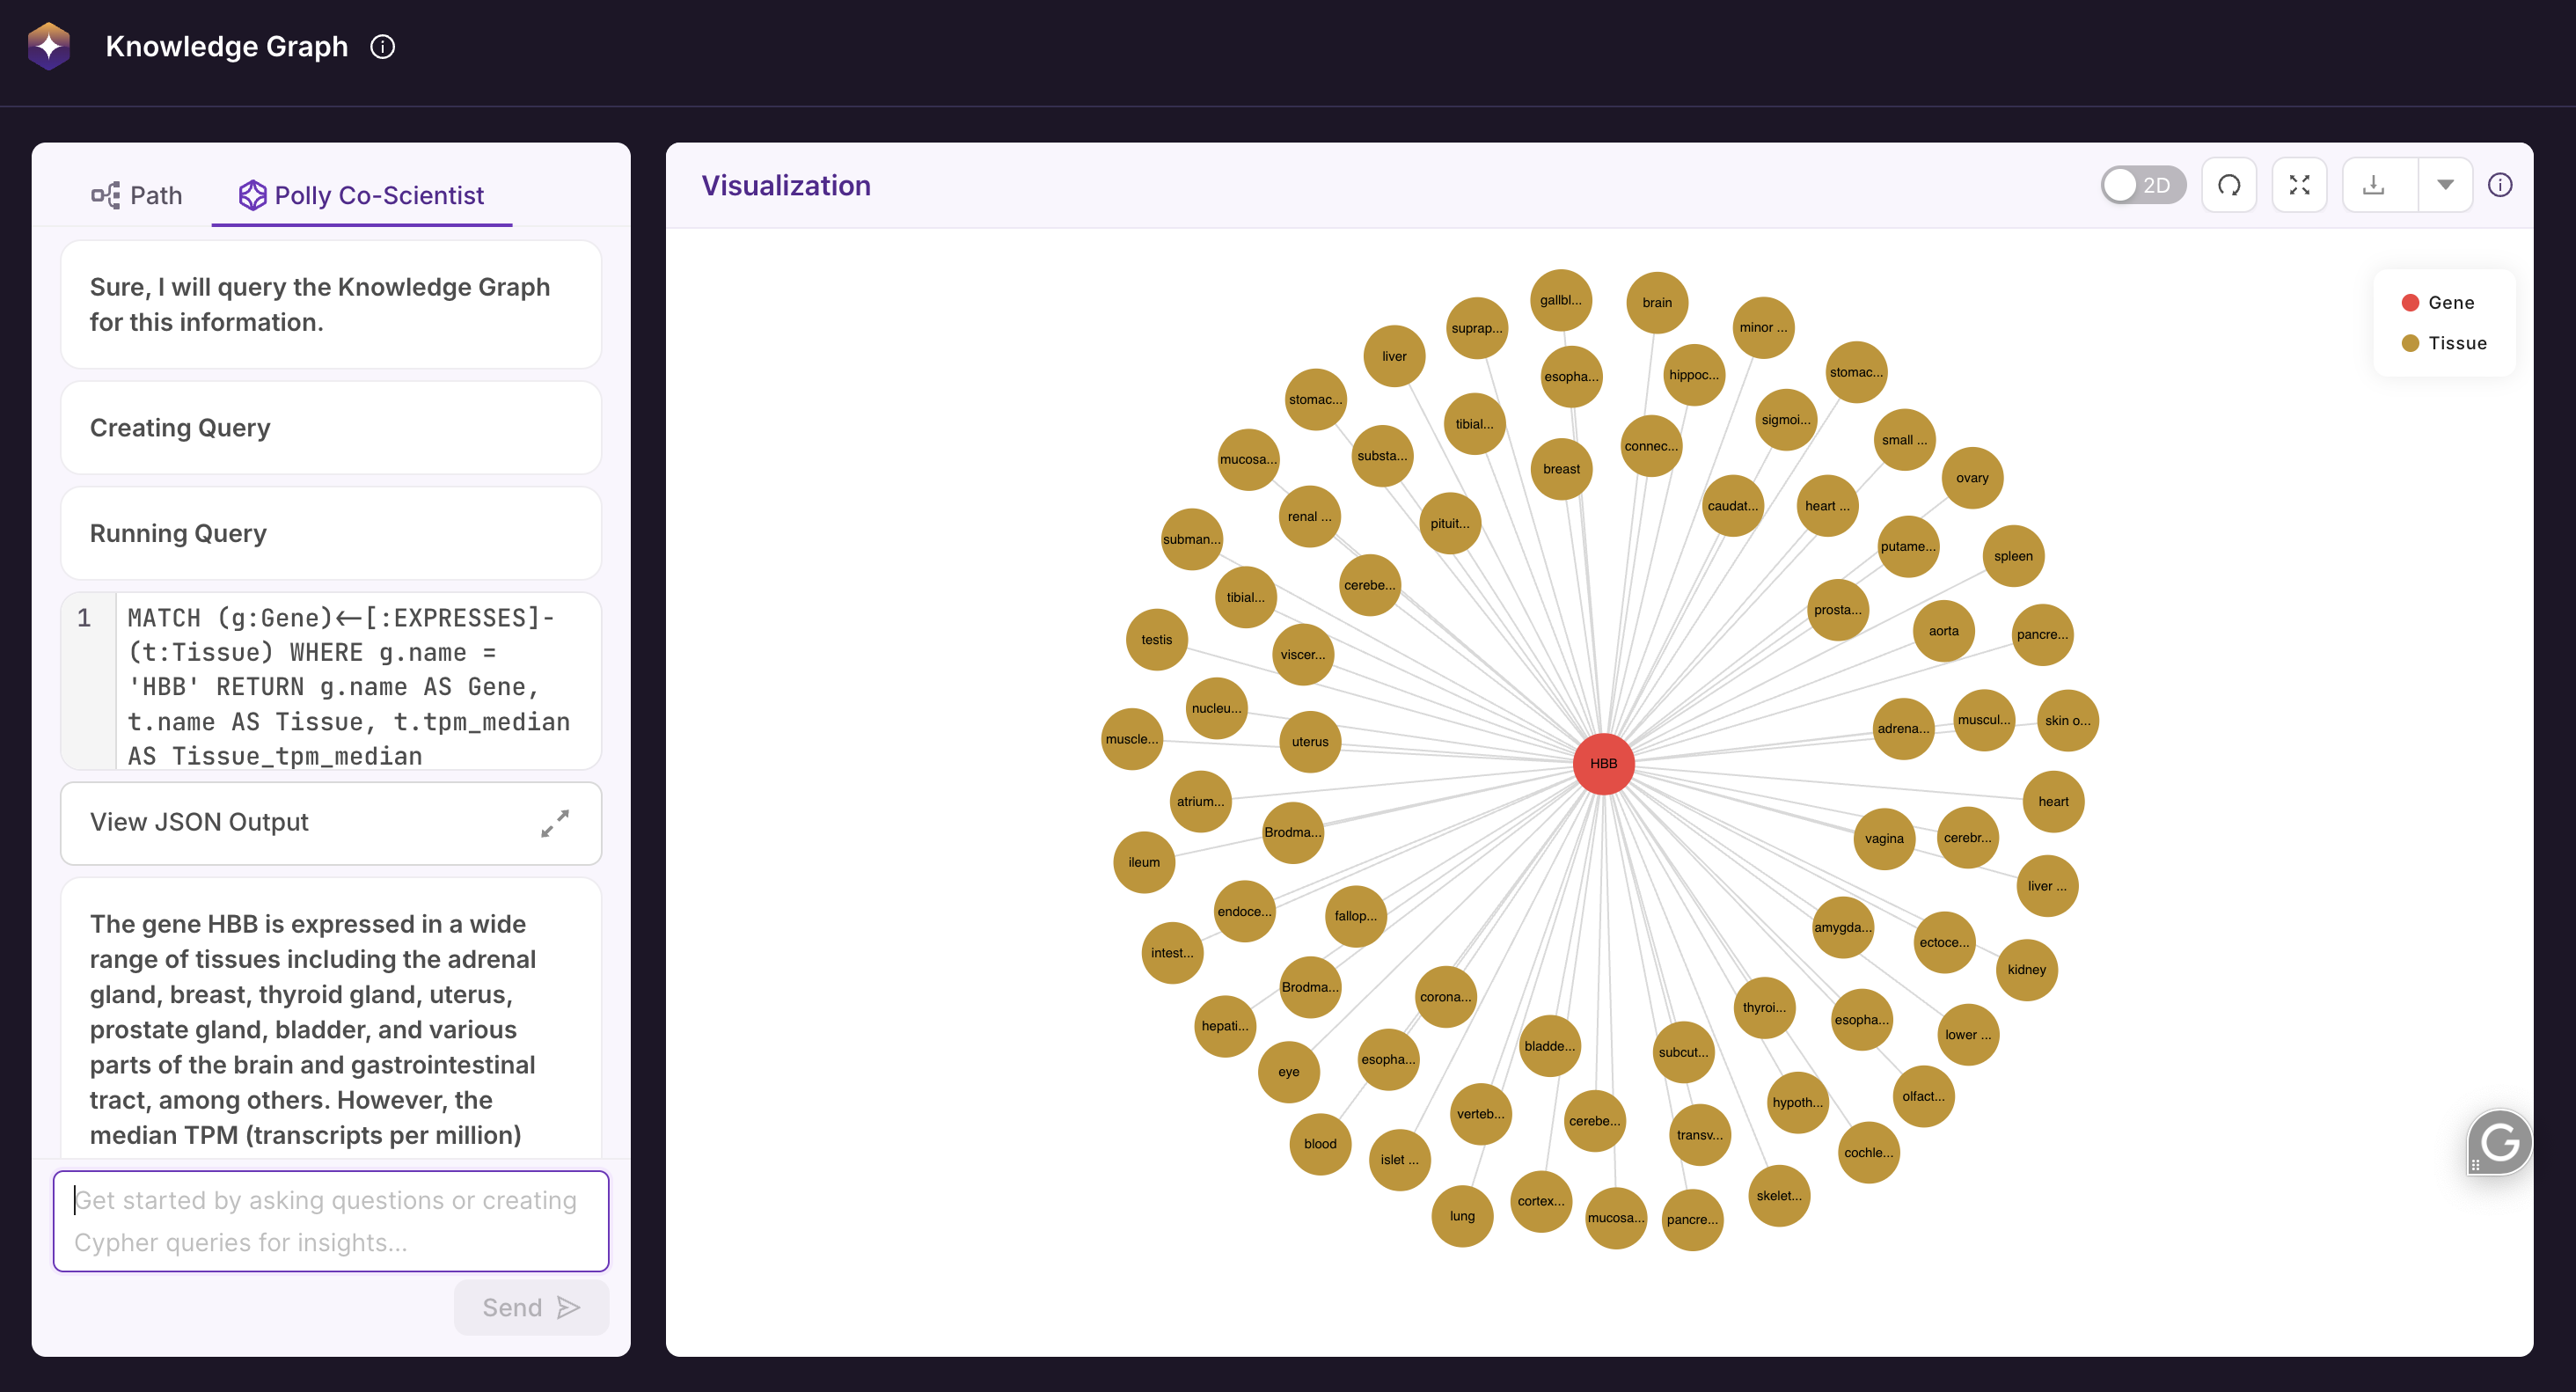 Knowledge Graph
Path
Polly Co-Scientist
Sure, I will query the Knowledge Graph
for this information.
Creating Query
Running Query
1
MATCH (g:Gene)<-[:EXPRESSES]-
(t:Tissue) WHERE g.name =
'HBB' RETURN g.name AS Gene,
t.name AS Tissue, t.tpm_median
AS Tissue_tpm_median
View JSON Output
The gene HBB is expressed in a wide
range of tissues including the adrenal
gland, breast, thyroid gland, uterus,
prostate gland, bladder, and various
parts of the brain and gastrointestinal
tract, among others. However, the
median TPM (transcripts per million)
Get started by asking questions or creating
Cypher queries for insights...
Send
Visualization
2D
Gene
Tissue
gallbl...
brain
suprap...
minor ...
liver
esopha...
hippoc...
stomac...
stomac...
tibial...
sigmoi...
small ...
mucosa...
substa...
breast
connec...
ovary
renal ...
pituit...
caudat...
heart ...
subman...
putame...
spleen
tibial...
cerebe...
prosta...
testis
viscer...
aorta
pancre...
nucleu...
muscle...
uterus
adrena...
muscul...
skin o...
HBB
atrium...
heart
Brodma...
vagina
cerebr...
ileum
liver ...
endoce...
fallop...
amygda...
ectoce...
intest...
kidney
Brodma...
corona...
thyroi...
esopha...
hepati...
lower ...
eye
esopha...
bladde...
subcut...
olfact...
verteb...
cerebe...
hypoth...
blood
transv...
cochle...
islet ...
lung
cortex...
mucosa...
pancre...
skelet...